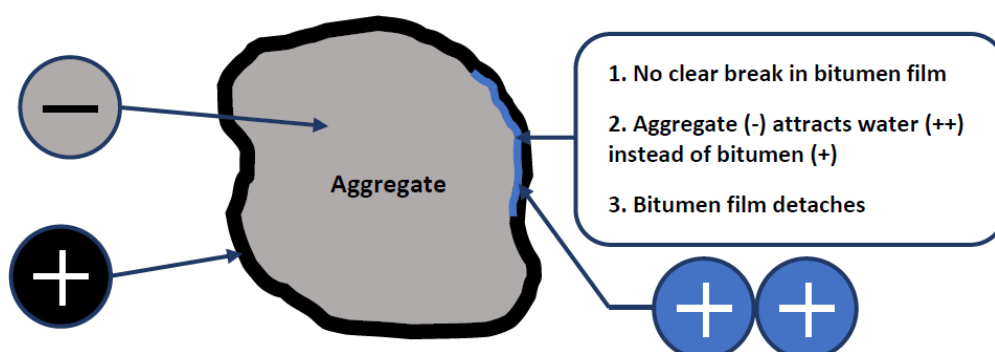 1. No clear break in bitumen film
2. Aggregate (-) attracts water (++)
instead of bitumen (+)
Aggregate
3. Bitumen film detaches